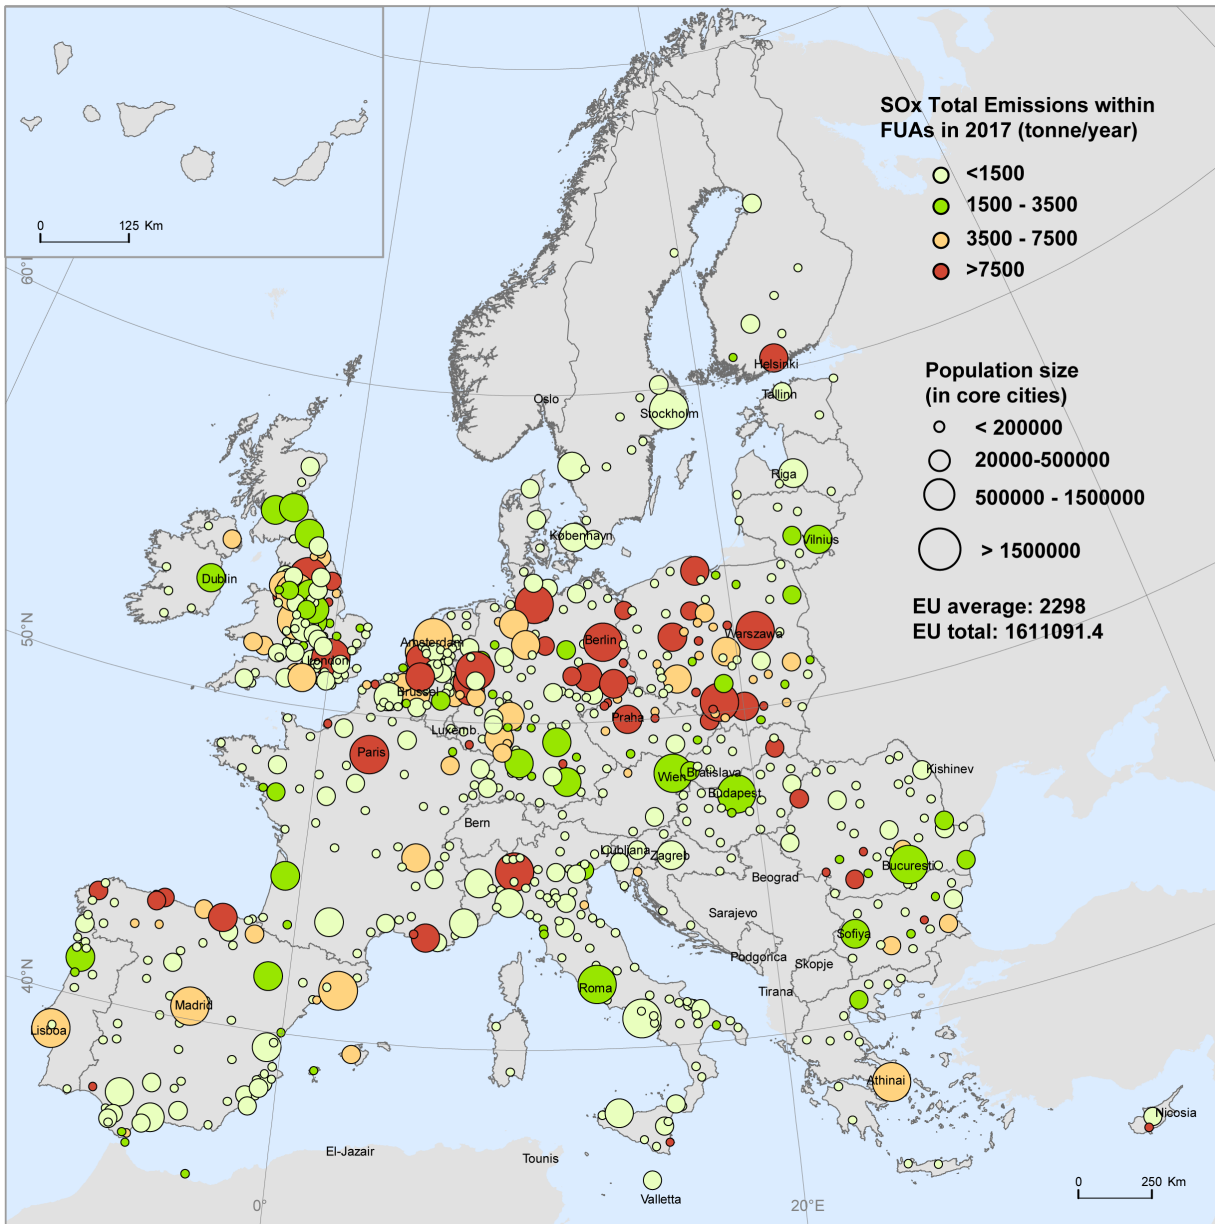 0 125 Km
SOx Total Emissions within
FUAs in 2017 (tonne/year)
<1500
1500 - 3500
3500 - 7500
>7500
Population size
(in core cities)
< 200000
20000-500000
500000 - 1500000
> 1500000
EU average: 2298
EU total: 1611091.4
50°N
40°N
0°
20°E
Helsinki
Tallinn
Oslo
Stockholm
Riga
København
Vilnius
Dublin
Amsterdam
Berlin
Warszawa
London
Brussel
Praha
Luxemb.
Paris
Wien
Bratislava
Budapest
Kishinev
Bern
Ljubljana
Zagreb
Beograd
Bucuresti
Sarajevo
Sofiya
Podgorica
Skopje
Tirana
Roma
Madrid
Lisboa
Athinai
Nicosia
El-Jazair
Tounis
Valletta
0 250 Km